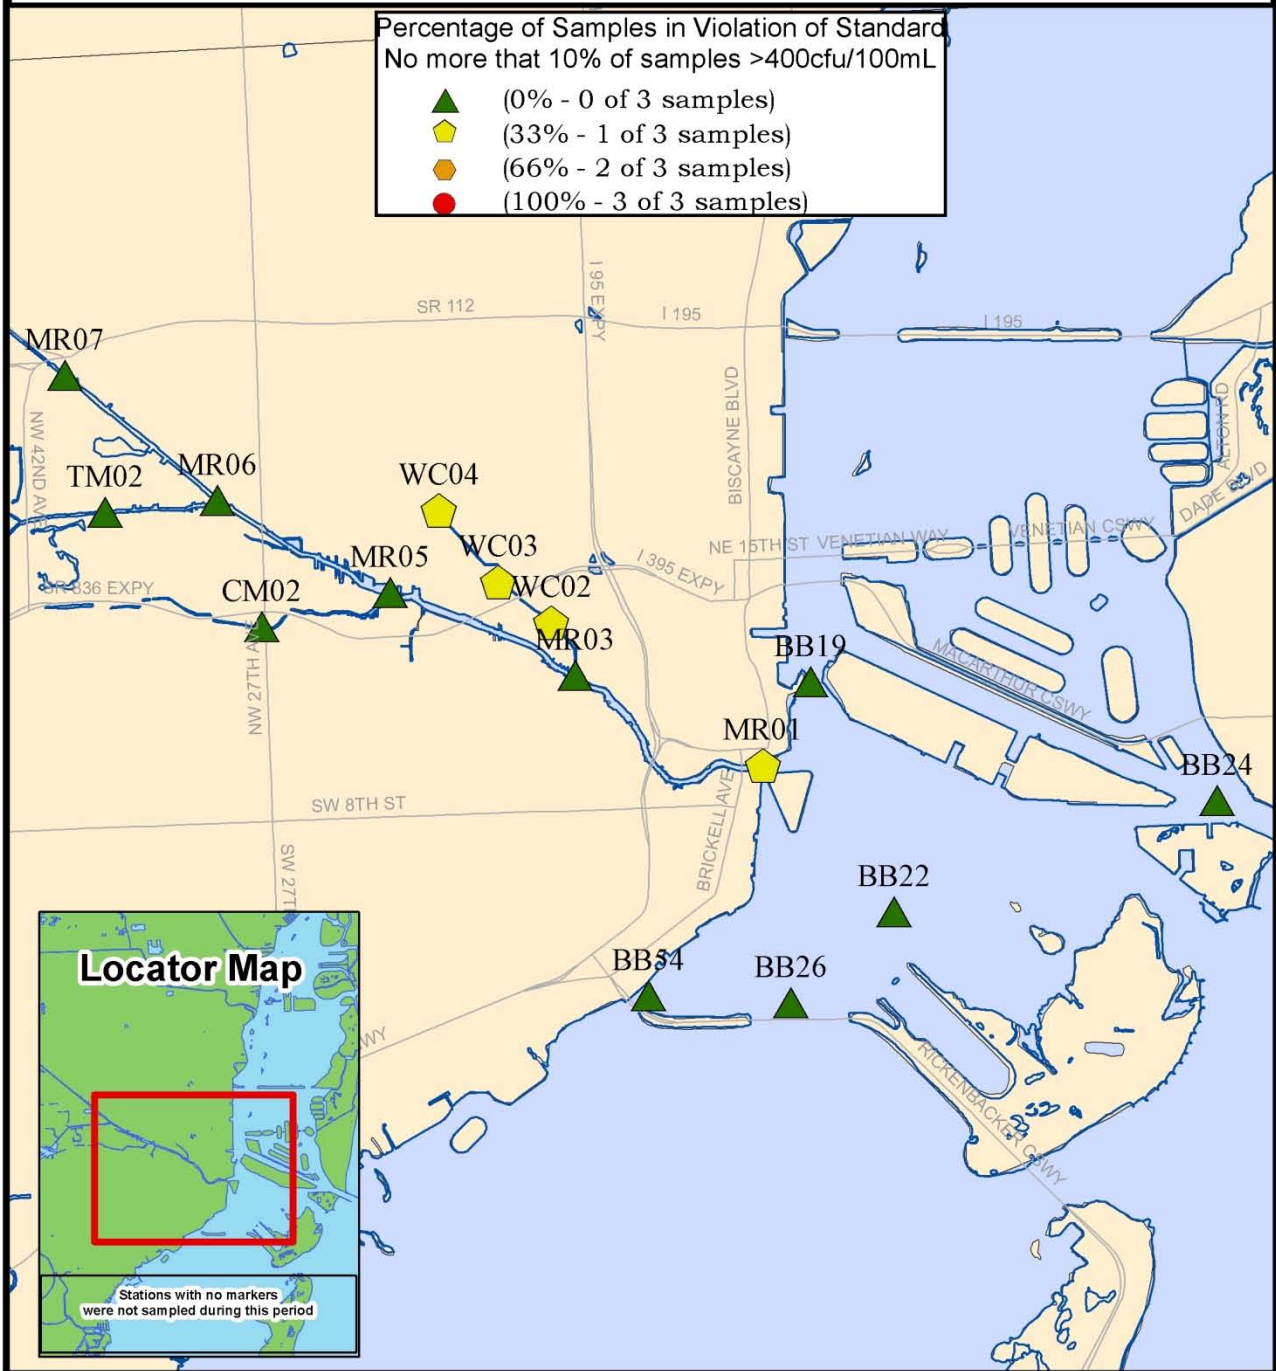 Percentage of Samples in Violation of Standard
No more that 10% of samples >400cfu/100mL
(0% - 0 of 3 samples)
(33% - 1 of 3 samples)
(66% - 2 of 3 samples)
(100% - 3 of 3 samples)
I 95 EXPY
SR 112
I 195
I 195
MR07
NW 42ND AVE
BISCAYNE BLVD
ALTON RD
DADE BLVD
TM02
MR06
WC04
NE 15TH ST
VENETIAN WAY
VENETIAN CSWY
WC03
MR05
I 395 EXPY
SR 836 EXPY
CM02
WC02
MR03
NW 27TH AVE
BB19
MACARTHUR CSWY
MR01
BB24
SW 8TH ST
BRICKELL AVE
SW 27TH
BB22
BB54
BB26
WY
RICKENBACKER CSWY
Locator Map
Stations with no markers
were not sampled during this period